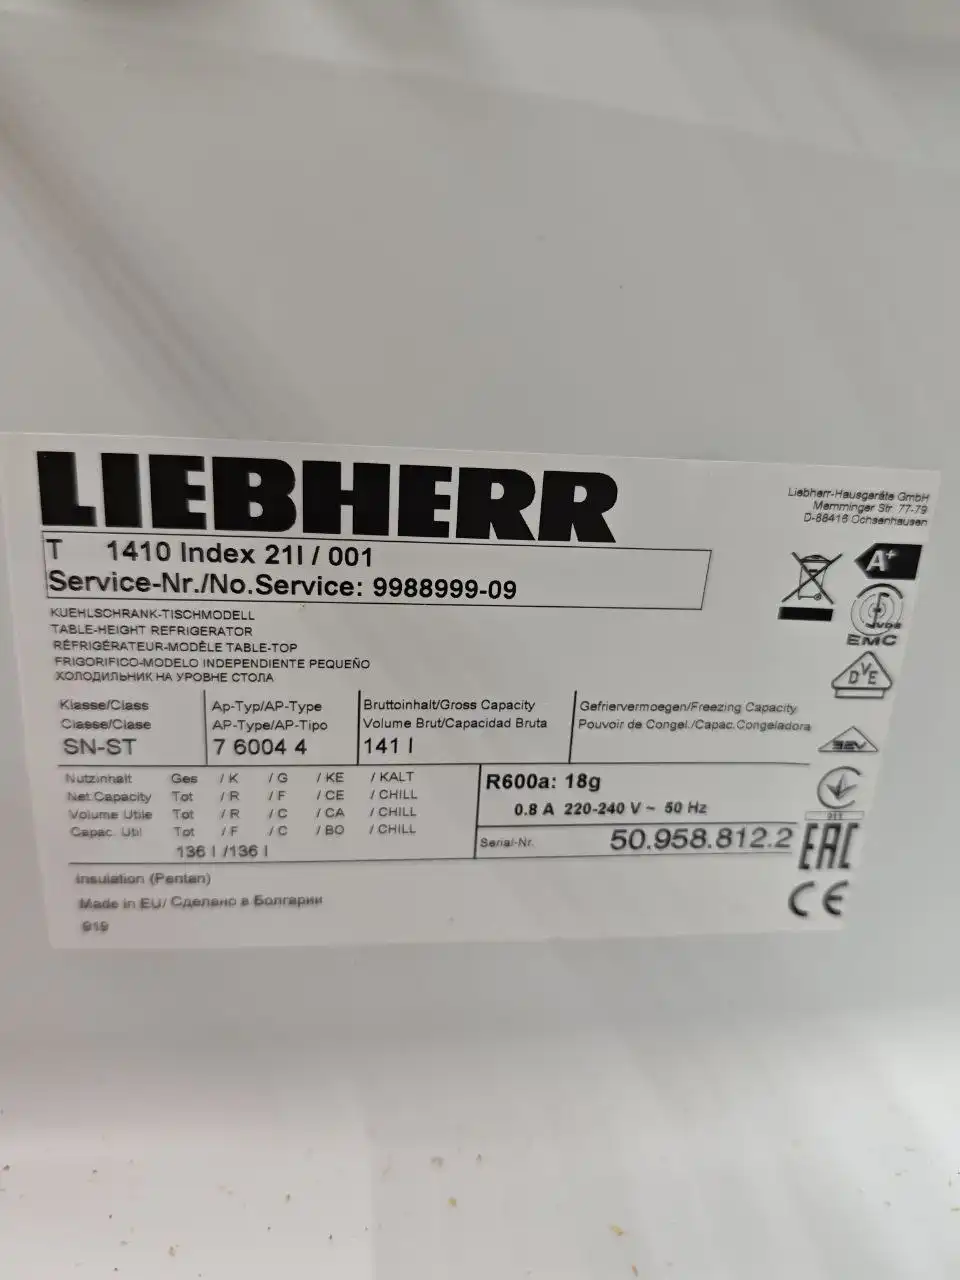 LIEBHERR
Liebherr-Hausgeräte GmbH
Memminger Str. 77-79
D-88416 Ochsenhausen
T 1410 Index 21I / 001
Service-Nr./No.Service: 9988999-09
A+
KUEHLSCHRANK-TISCHMODELL
TABLE-HEIGHT REFRIGERATOR
RÉFRIGÉRATEUR-MODÈLE TABLE-TOP
FRIGORIFICO-MODELO INDEPENDIENTE PEQUEÑO
ХОЛОДИЛЬНИК НА УРОВНЕ СТОЛА
VDE
EMC
DVE
Klasse/Class
Classe/Clase
SN-ST
Ap-Typ/AP-Type
AP-Type/AP-Tipo
7 6004 4
Bruttoinhalt/Gross Capacity
Volume Brut/Capacidad Bruta
141 l
Gefriervermoegen/Freezing Capacity
Pouvoir de Congel./Capac.Congeladora
Nutzinhalt Ges / K / G / KE / KALT
Net Capacity Tot / R / F / CE / CHILL
Volume Utile Tot / R / C / CA / CHILL
Capac. Util Tot / F / C / BO / CHILL
136 l /136 l
R600a: 18g
0.8 A 220-240 V ~ 50 Hz
Serial-Nr. 50.958.812.2
EAC
CE
Insulation (Pentan)
Made in EU/ Сделано в Болгарии
919